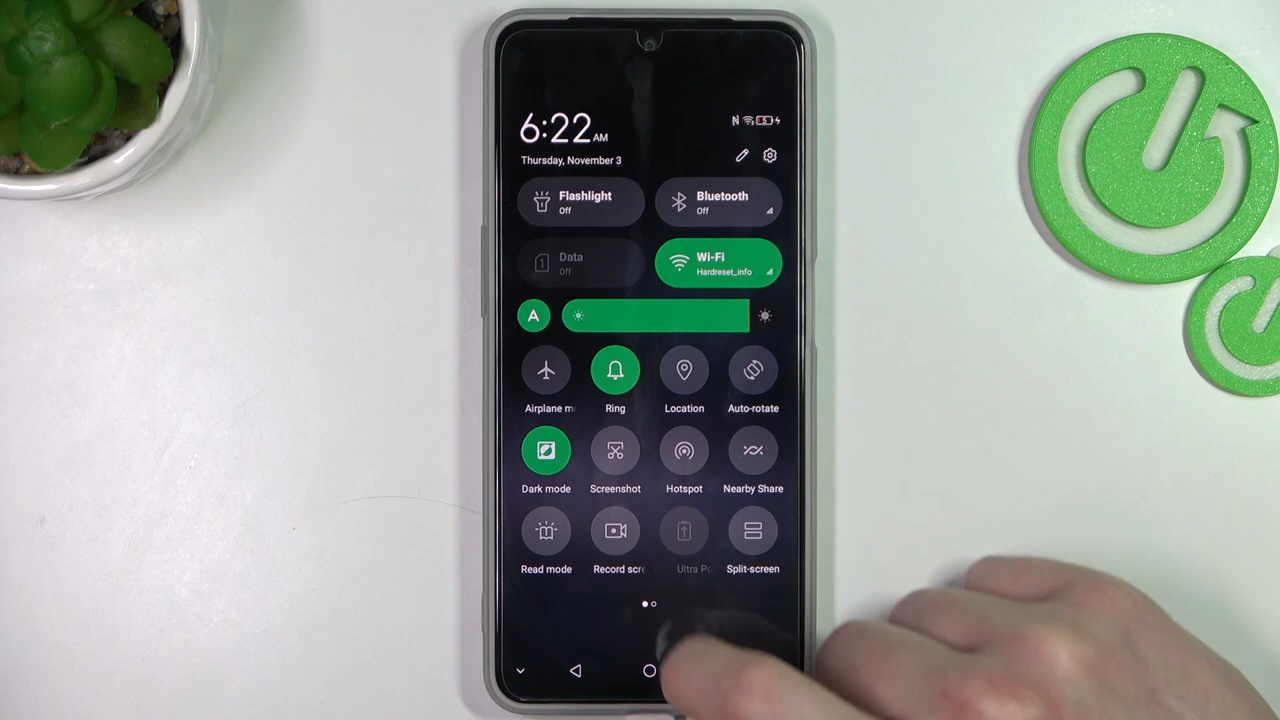 6:22 AM
Thursday, November 3
Flashlight
Off
Bluetooth
Off
1
Data
Off
Wi-Fi
Hardreset_info
A
Airplane m
Ring
Location
Auto-rotate
Dark mode
Screenshot
Hotspot
Nearby Share
Read mode
Record scr
Ultra Po
Split-screen